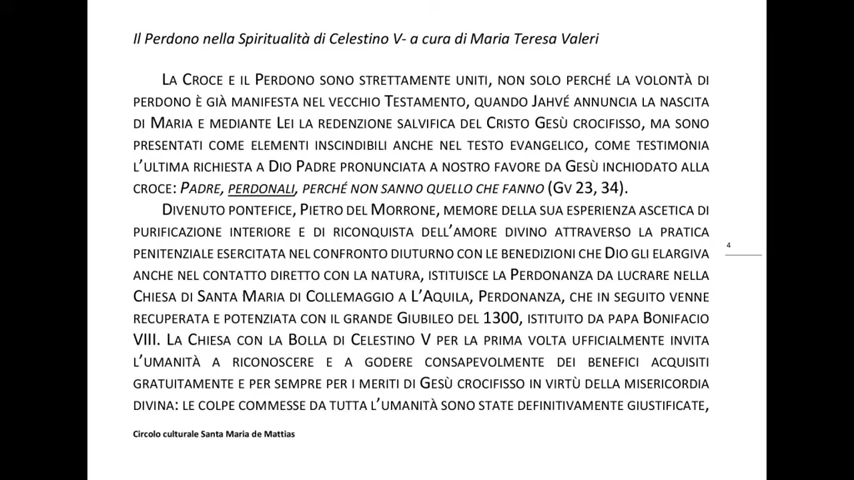 Il Perdono nella Spiritualità di Celestino V- a cura di Maria Teresa Valeri
La Croce e il Perdono sono strettamente uniti, non solo perché la volontà di
perdono è già manifesta nel vecchio Testamento, quando Jahvé annuncia la nascita
di Maria e mediante Lei la redenzione salvifica del Cristo Gesù crocifisso, ma sono
presentati come elementi inscindibili anche nel testo evangelico, come testimonia
l'ultima richiesta a Dio Padre pronunciata a nostro favore da Gesù inchiodato alla
croce: Padre, perdonali, perché non sanno quello che fanno (Gv 23, 34).
Divenuto pontefice, Pietro del Morrone, memore della sua esperienza ascetica di
purificazione interiore e di riconquista dell'amore divino attraverso la pratica
penitenziale esercitata nel confronto diuturno con le benedizioni che Dio gli elargiva
anche nel contatto diretto con la natura, istituisce la Perdonanza da lucrare nella
Chiesa di Santa Maria di Collemaggio a L'Aquila, Perdonanza, che in seguito venne
recuperata e potenziata con il grande Giubileo del 1300, istituito da papa Bonifacio
VIII. La Chiesa con la Bolla di Celestino V per la prima volta ufficialmente invita
l'umanità a riconoscere e a godere consapevolmente dei benefici acquisiti
gratuitamente e per sempre per i meriti di Gesù crocifisso in virtù della misericordia
divina: le colpe commesse da tutta l'umanità sono state definitivamente giustificate,
4
Circolo culturale Santa Maria de Mattias